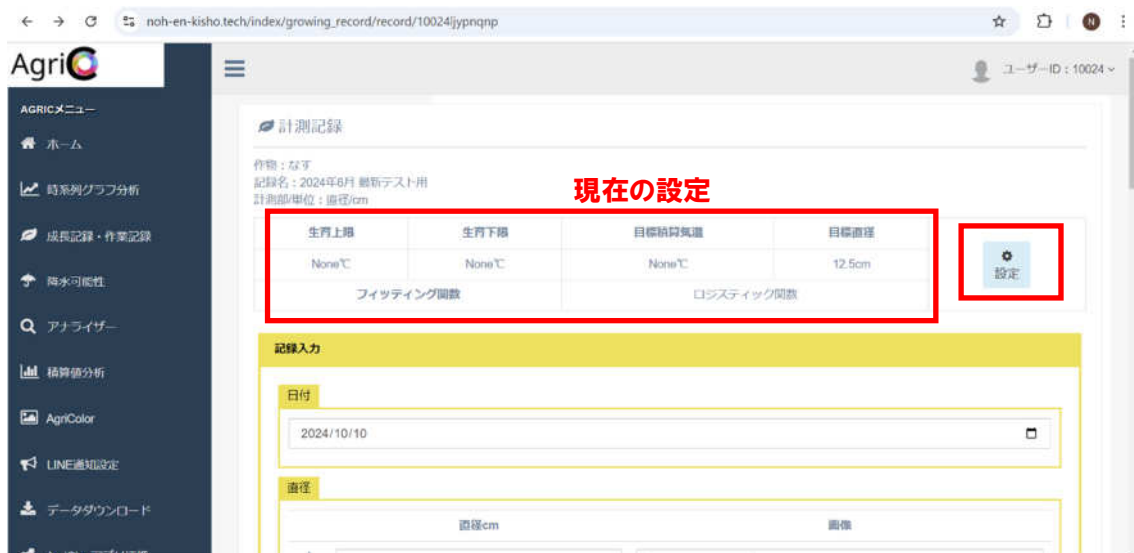 noh-en-kisho.tech/index/growing_record/record/10024ljypnqnp
N
AgriC
ユーザーID : 10024
AGRICメニュー
ホーム
時系列グラフ分析
成長記録・作業記録
降水可能性
アナライザー
積算値分析
AgriColor
LINE通知設定
データダウンロード
計測記録
作物 : なす
記録名 : 2024年6月 最新テスト用
計測部/単位 : 直径/cm
現在の設定
生育上限 生育下限 目標積算気温 目標直径
None℃ None℃ None℃ 12.5cm
フィッティング関数 ロジスティック関数
設定
記録入力
日付
2024/10/10
直径
直径cm 画像